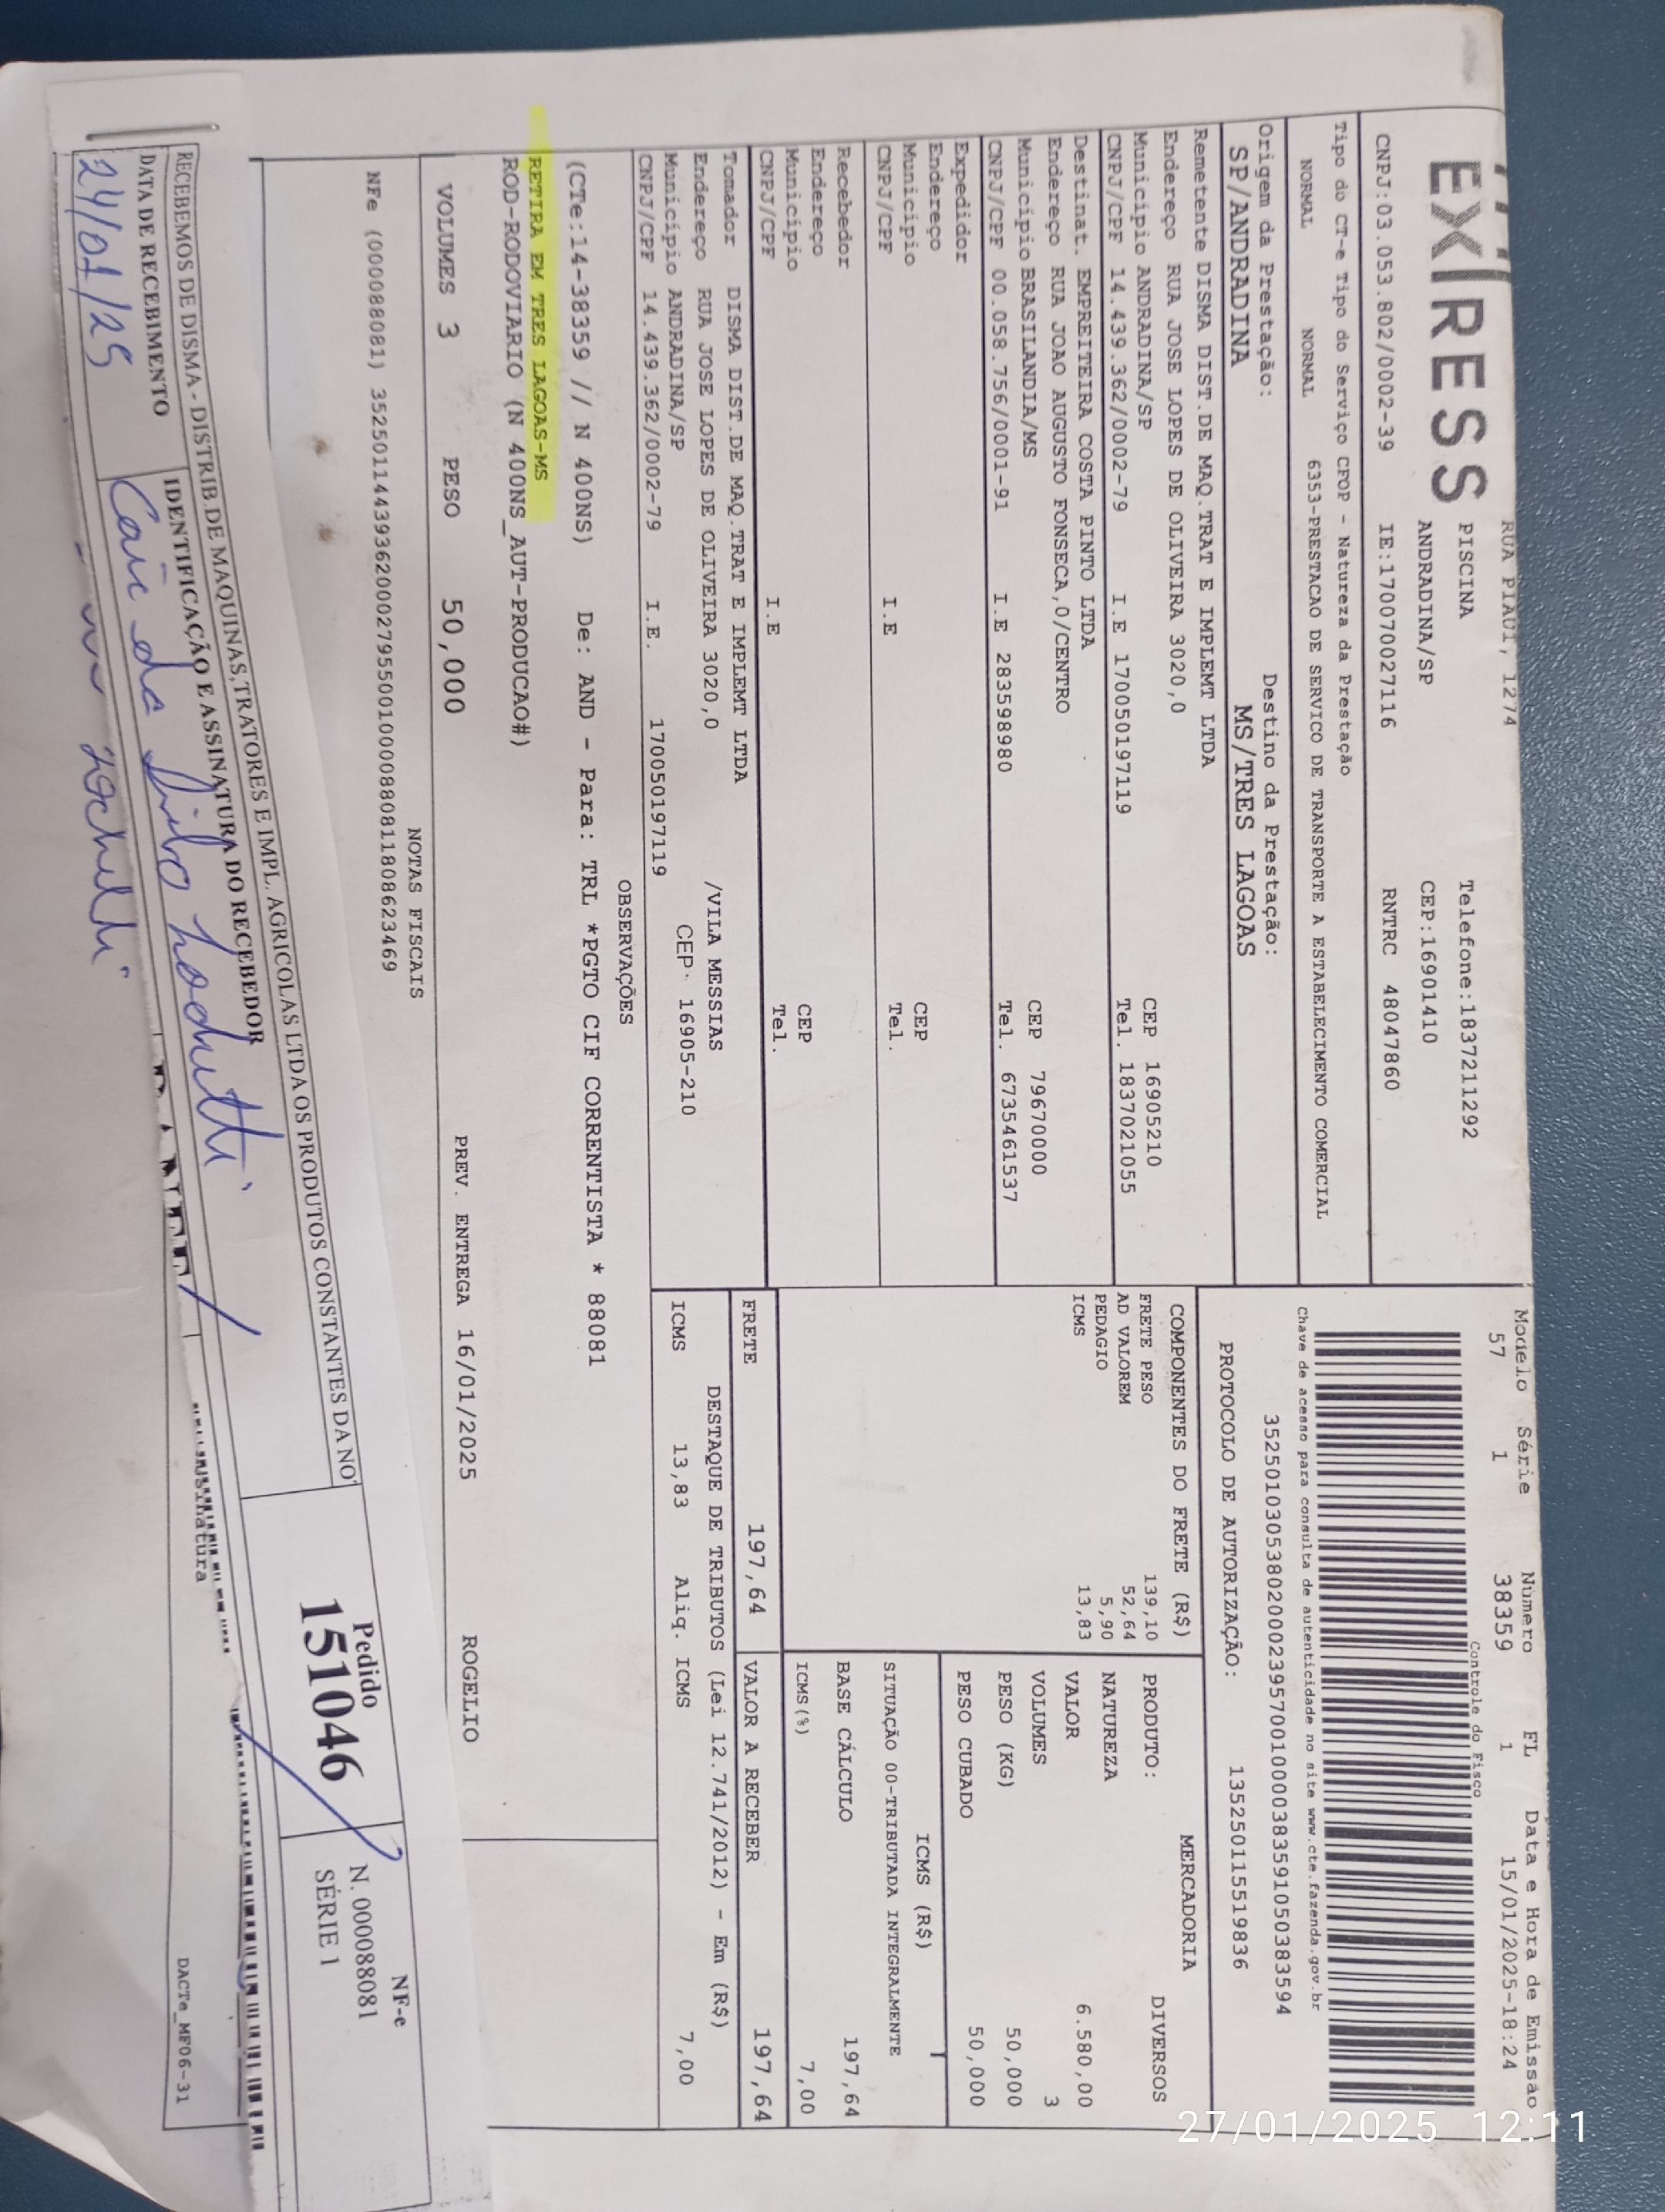 EXPRESS
RUA PIAUI, 1274
PISCINA Telefone:1837211292
ANDRADINA/SP CEP:16901410
CNPJ:03.053.802/0002-39 IE:170070027116 RNTRC 48047860
Modelo Série Número FL Data e Hora de Emissão
57 1 38359 1 15/01/2025-18:24
Controle do Fisco
Chave de acesso para consulta de autenticidade no site www.cte.fazenda.gov.br
35250103053802000239570010000383591050383594
PROTOCOLO DE AUTORIZAÇÃO: 135250115519836
Tipo do CT-e Tipo do Serviço CFOP - Natureza da Prestação
NORMAL NORMAL 6353-PRESTACAO DE SERVICO DE TRANSPORTE A ESTABELECIMENTO COMERCIAL
Origem da Prestação: Destino da Prestação:
SP/ANDRADINA MS/TRES LAGOAS
Remetente DISMA DIST.DE MAQ.TRAT E IMPLEMT LTDA
Endereço RUA JOSE LOPES DE OLIVEIRA 3020,0
Município ANDRADINA/SP CEP 16905210
CNPJ/CPF 14.439.362/0002-79 I.E 170050197119 Tel. 1837021055
Destinat. EMPREITEIRA COSTA PINTO LTDA
Endereço RUA JOAO AUGUSTO FONSECA,0/CENTRO
Município BRASILANDIA/MS CEP 79670000
CNPJ/CPF 00.058.756/0001-91 I.E 283598980 Tel. 6735461537
Expedidor
Endereço
Município CEP
CNPJ/CPF I.E Tel.
Recebedor
Endereço
Município CEP
CNPJ/CPF I.E Tel.
Tomador DISMA DIST.DE MAQ.TRAT E IMPLEMT LTDA
Endereço RUA JOSE LOPES DE OLIVEIRA 3020,0 /VILA MESSIAS
Município ANDRADINA/SP CEP. 16905-210
CNPJ/CPF 14.439.362/0002-79 I.E. 170050197119
COMPONENTES DO FRETE (R$)
FRETE PESO 139,10
AD VALOREM 52,64
PEDAGIO 5,90
ICMS 13,83
MERCADORIA
PRODUTO: DIVERSOS
NATUREZA
VALOR 6.580,00
VOLUMES 3
PESO (KG) 50,000
PESO CUBADO 50,000
ICMS (R$)
SITUAÇÃO 00-TRIBUTADA INTEGRALMENTE
BASE CÁLCULO 197,64
ICMS(%) 7,00
FRETE 197,64 VALOR A RECEBER 197,64
DESTAQUE DE TRIBUTOS (Lei 12.741/2012) - Em (R$)
ICMS 13,83 Aliq. ICMS 7,00
OBSERVAÇÕES
(CTe:14-38359 // N 400NS) De: AND - Para: TRL *PGTO CIF CORRENTISTA * 88081
RETIRA EM TRES LAGOAS-MS
ROD-RODOVIARIO (N 400NS_AUT-PRODUCAO#)
VOLUMES 3 PESO 50,000 PREV. ENTREGA 16/01/2025 ROGELIO
NOTAS FISCAIS
NFe (000088081) 35250114439362000279550010000880811808623469
RECEBEMOS DE DISMA - DISTRIB.DE MAQUINAS,TRATORES E IMPL. AGRICOLAS LTDA OS PRODUTOS CONSTANTES DA NO
DATA DE RECEBIMENTO IDENTIFICAÇÃO E ASSINATURA DO RECEBEDOR
24/01/25
Pedido
151046
NF-e
N. 000088081
SÉRIE 1
DACTe_MF06-31
27/01/2025 12:11